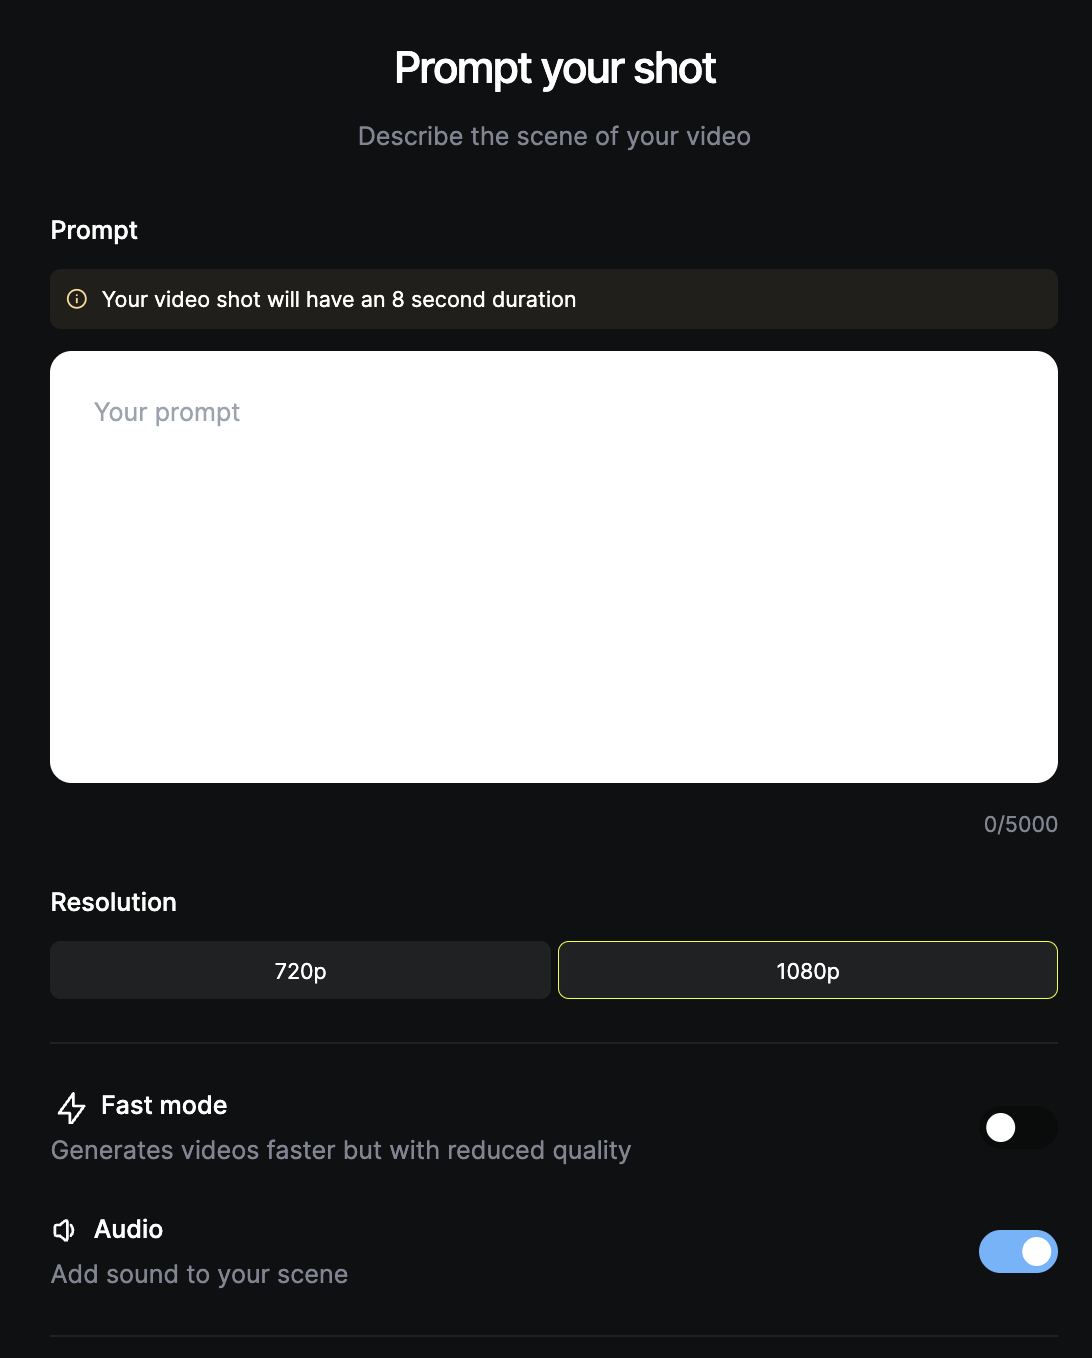 Prompt your shot
Describe the scene of your video
Prompt
Your video shot will have an 8 second duration
Your prompt
0/5000
Resolution
720p
1080p
Fast mode
Generates videos faster but with reduced quality
Audio
Add sound to your scene